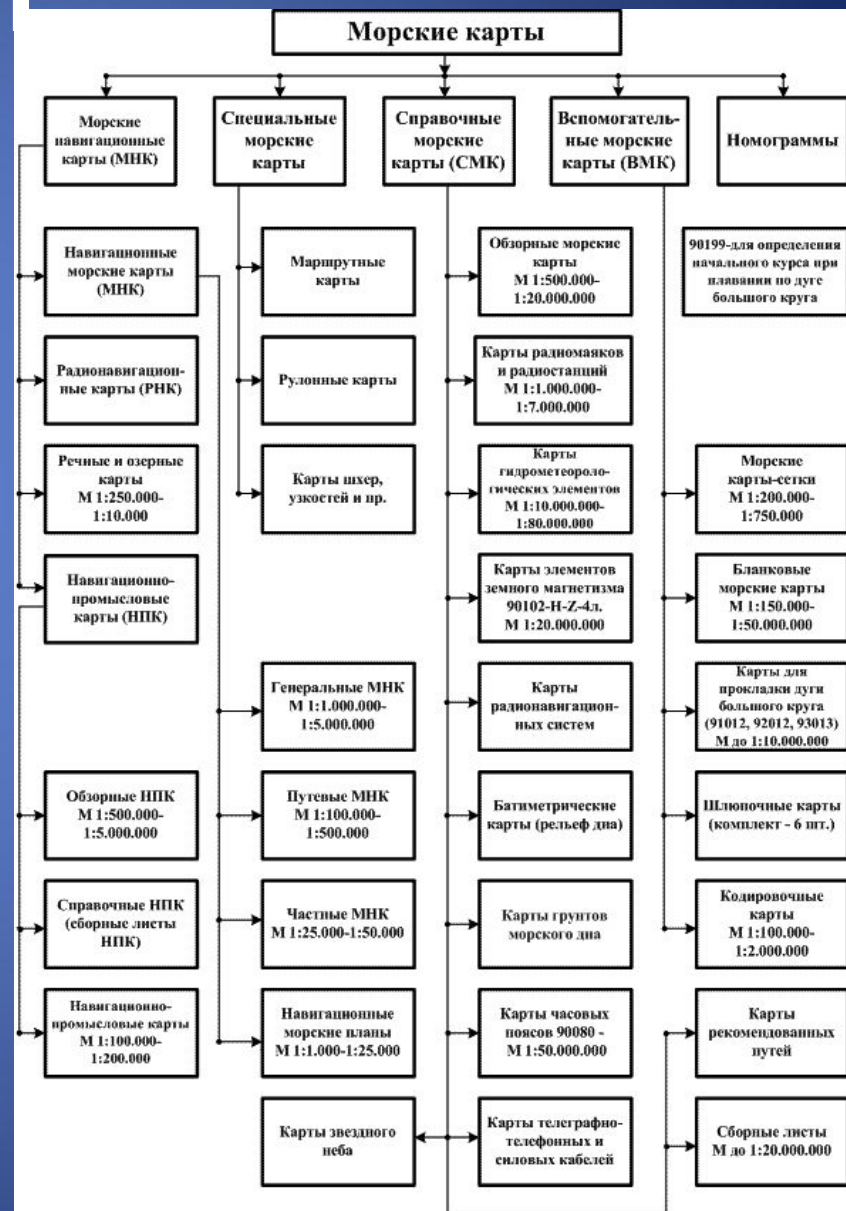 Морские карты
Морские
навигационные
карты (МНК)
Специальные
морские
карты
Справочные
морские
карты (СМК)
Вспомогатель-
ные морские
карты (ВМК)
Номограммы
Навигационные
морские карты
(МНК)
Маршрутные
карты
Обзорные морские
карты
М 1:500.000-
1:20.000.000
90199-для определения
начального курса при
плавании по дуге
большого круга
Радионавигацион-
ные карты (РНК)
Рулонные карты
Карты радиомаяков
и радиостанций
М 1:1.000.000-
1:7.000.000
Речные и озерные
карты
М 1:250.000-
1:10.000
Карты шхер,
узкостей и пр.
Карты
гидрометеороло-
гических элементов
М 1:10.000.000-
1:80.000.000
Морские
карты-сетки
М 1:200.000-
1:750.000
Навигационно-
промысловые
карты (НПК)
Карты элементов
земного магнетизма
90102-Н-Z-4л.
М 1:20.000.000
Бланковые
морские карты
М 1:150.000-
1:50.000.000
Генеральные МНК
М 1:1.000.000-
1:5.000.000
Карты
радионавигацион-
ных систем
Карты для
прокладки дуги
большого круга
(91012, 92012, 93013)
М до 1:10.000.000
Обзорные НПК
М 1:500.000-
1:5.000.000
Путевые МНК
М 1:100.000-
1:500.000
Батиметрические
карты (рельеф дна)
Шлюпочные карты
(комплект - 6 шт.)
Справочные НПК
(сборные листы
НПК)
Частные МНК
М 1:25.000-1:50.000
Карты грунтов
морского дна
Кодировочные
карты
М 1:100.000-
1:2.000.000
Навигационно-
промысловые карты
М 1:100.000-
1:200.000
Навигационные
морские планы
М 1:1.000-1:25.000
Карты часовых
поясов 90080 -
М 1:50.000.000
Карты
рекомендованных
путей
Карты звездного
неба
Карты телеграфно-
телефонных и
силовых кабелей
Сборные листы
М до 1:20.000.000